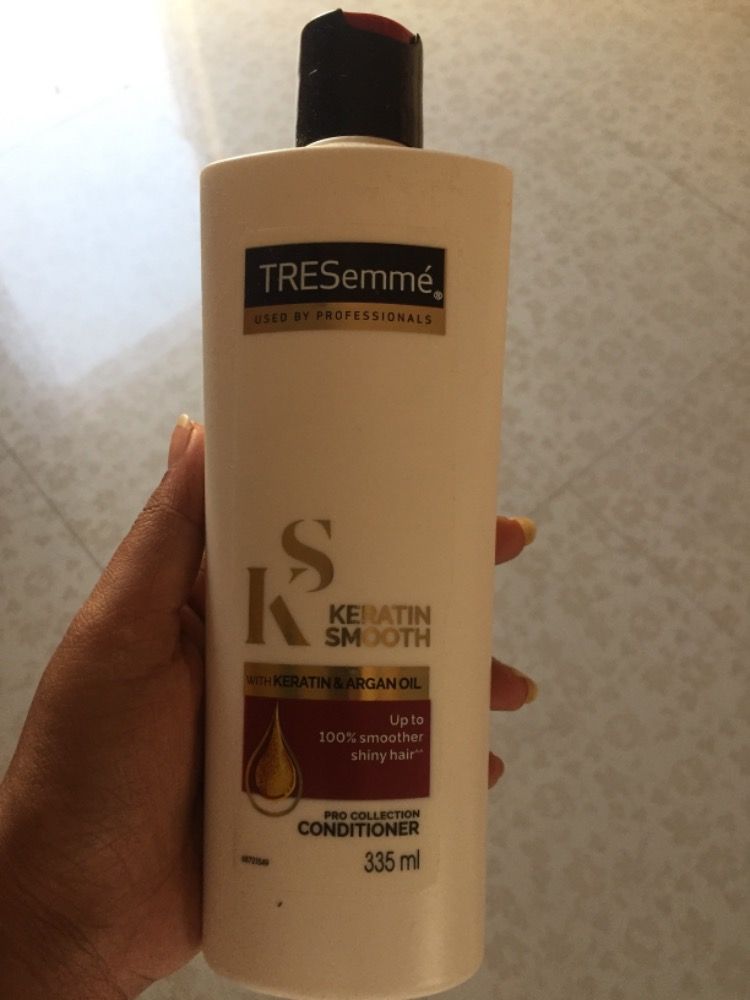 TRESemmé®
USED BY PROFESSIONALS
KS
KERATIN
SMOOTH
WITH KERATIN & ARGAN OIL
Up to
100% smoother
shiny hair^^
PRO COLLECTION
CONDITIONER
335 ml